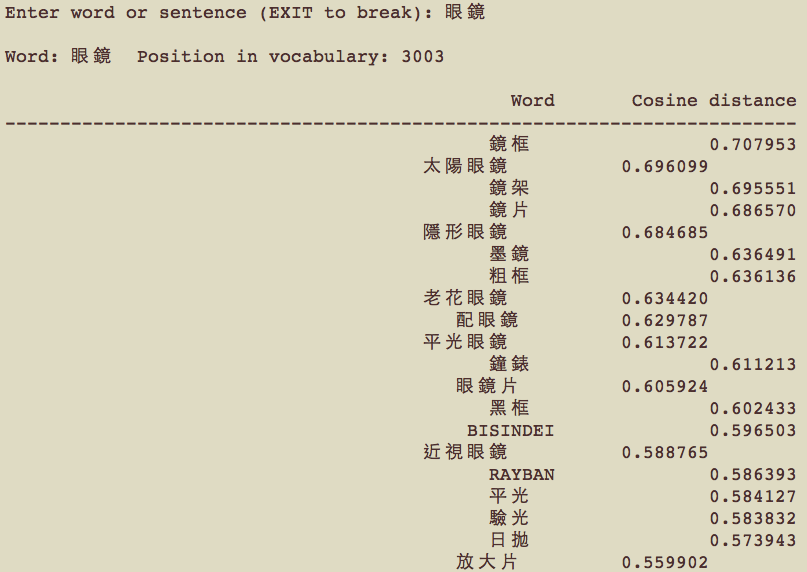 Enter word or sentence (EXIT to break): 眼鏡
Word: 眼鏡 Position in vocabulary: 3003
Word Cosine distance
------------------------------------------------------------------------
鏡框 0.707953
太陽眼鏡 0.696099
鏡架 0.695551
鏡片 0.686570
隱形眼鏡 0.684685
墨鏡 0.636491
粗框 0.636136
老花眼鏡 0.634420
配眼鏡 0.629787
平光眼鏡 0.613722
鐘錶 0.611213
眼鏡片 0.605924
黑框 0.602433
BISINDEI 0.596503
近視眼鏡 0.588765
RAYBAN 0.586393
平光 0.584127
驗光 0.583832
日拋 0.573943
放大片 0.559902